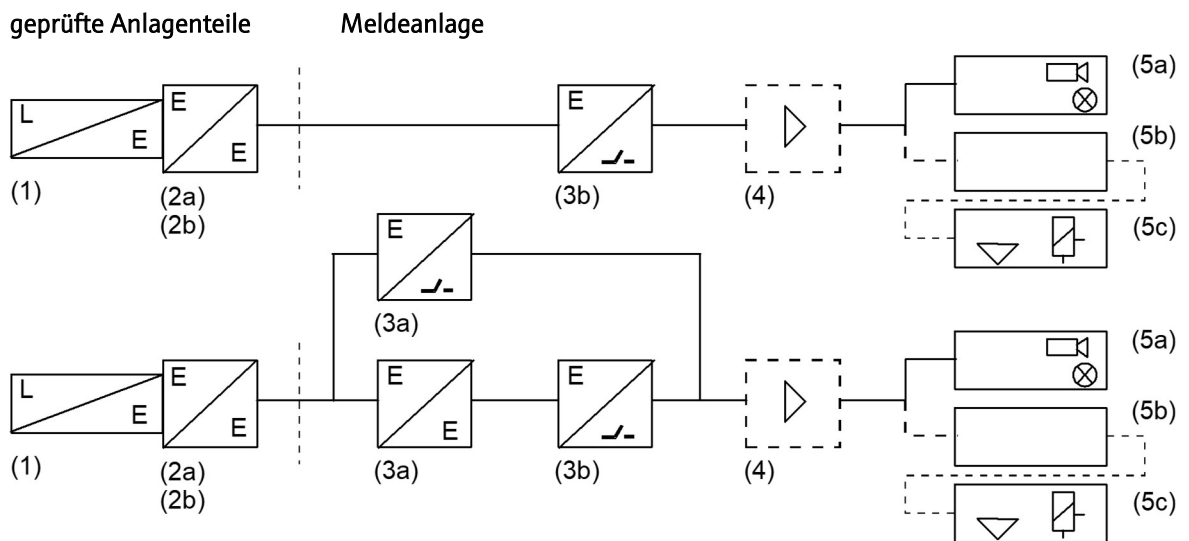 geprüfte Anlagenteile Meldeanlage
L E E E E (5a)
(5b)
(1) (2a) (3b) (4)
(2b) (5c)
E
(3a)
(5a)
L E E E E E E
(5b)
(1) (2a) (3a) (3b) (4)
(2b) (5c)